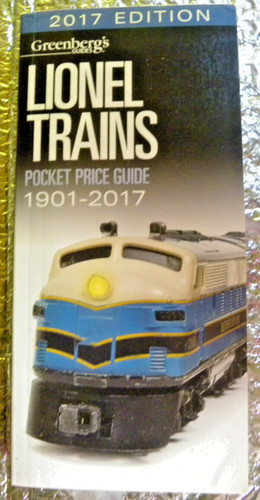 2017 EDITION
Greenberg's
GUIDES
LIONEL
TRAINS
POCKET PRICE GUIDE
1901-2017